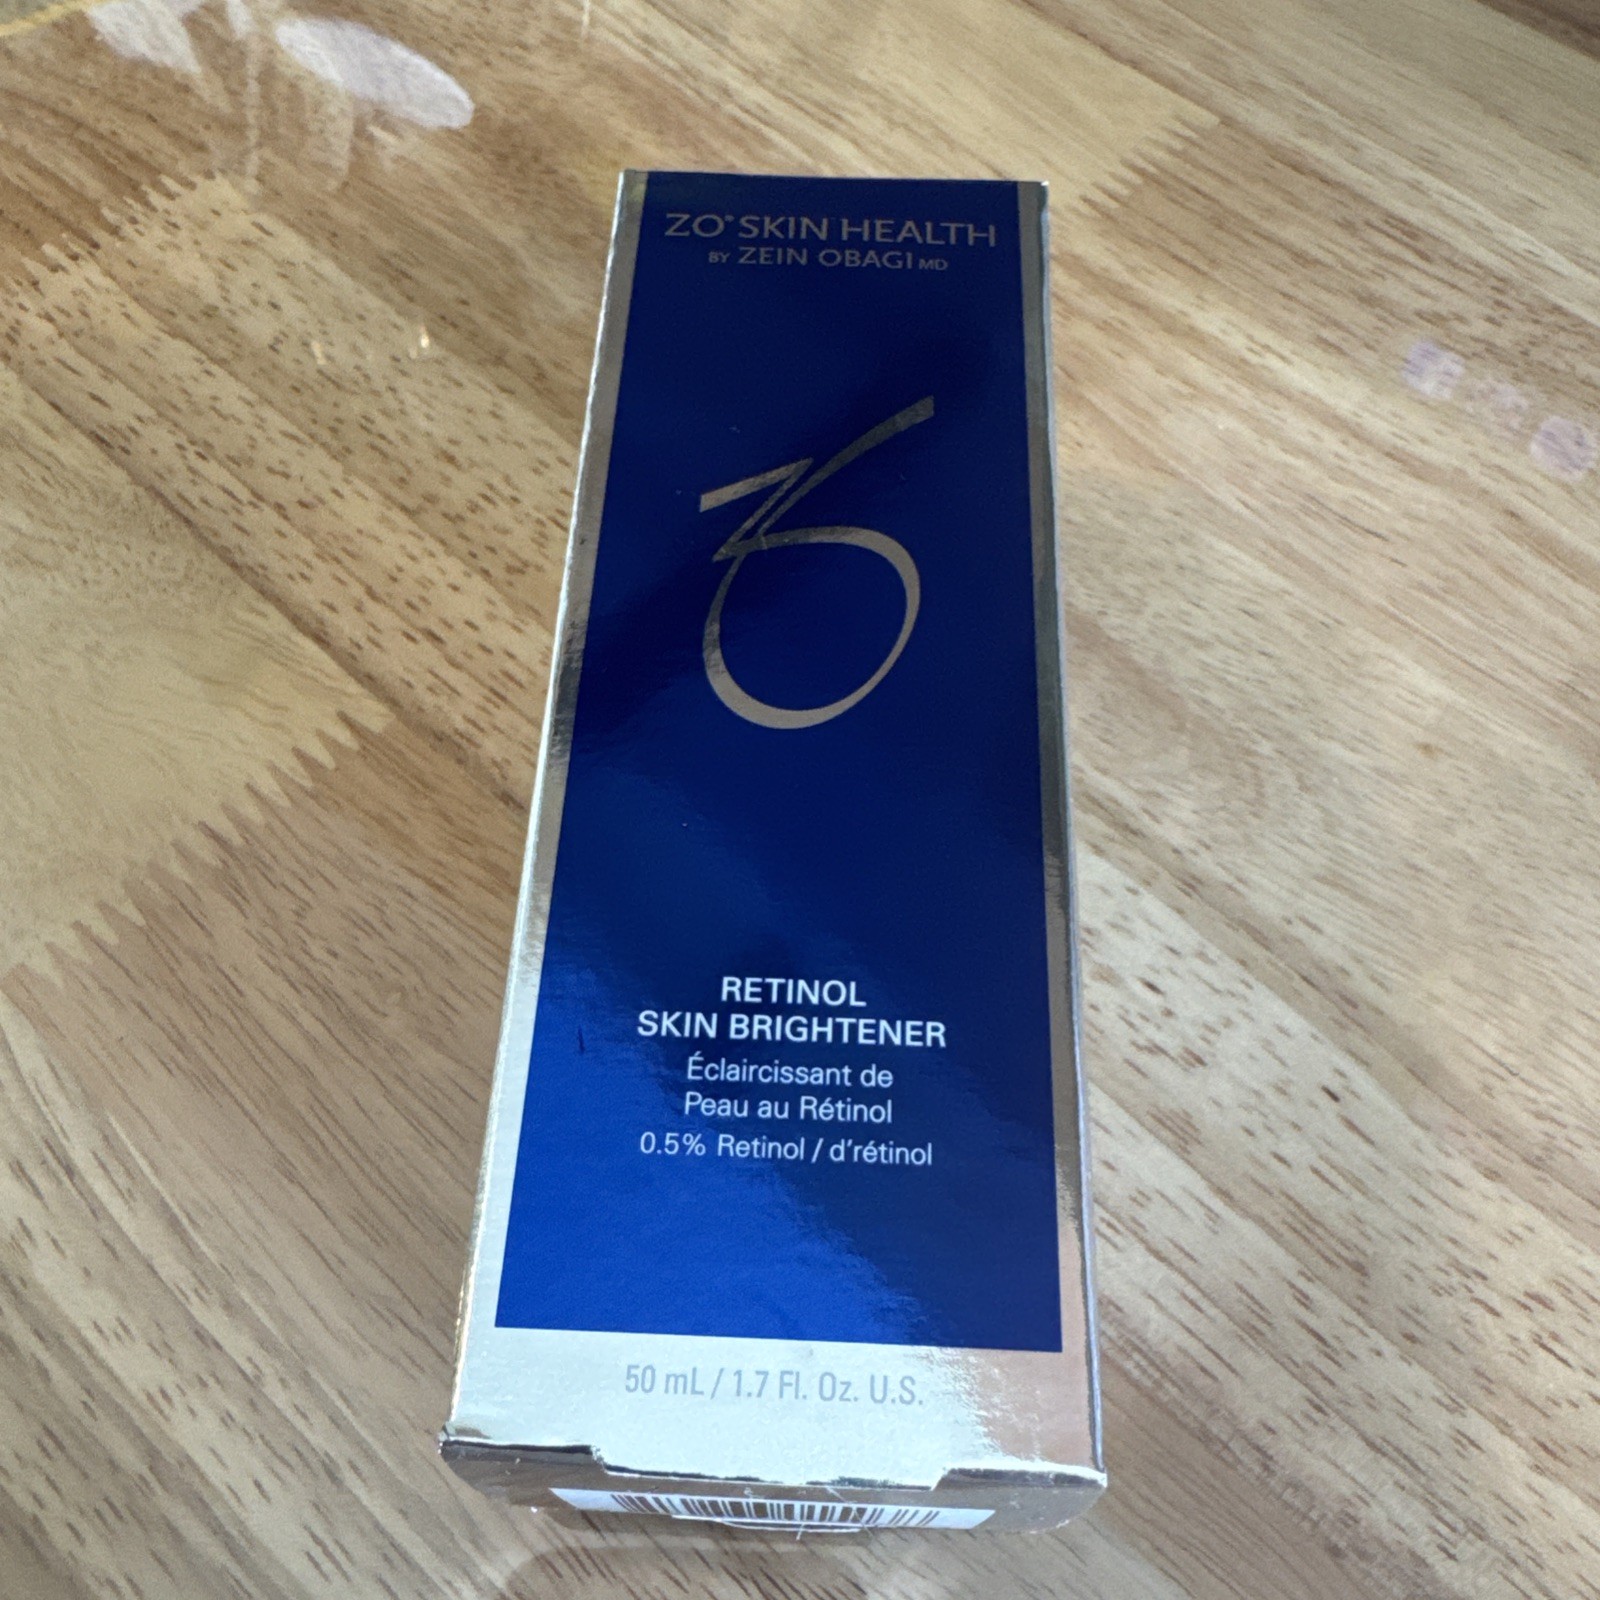 ZO® SKIN HEALTH
BY ZEIN OBAGI MD
RETINOL
SKIN BRIGHTENER
Éclaircissant de
Peau au Rétinol
0.5% Retinol / d'rétinol
50 mL / 1.7 Fl. Oz. U.S.